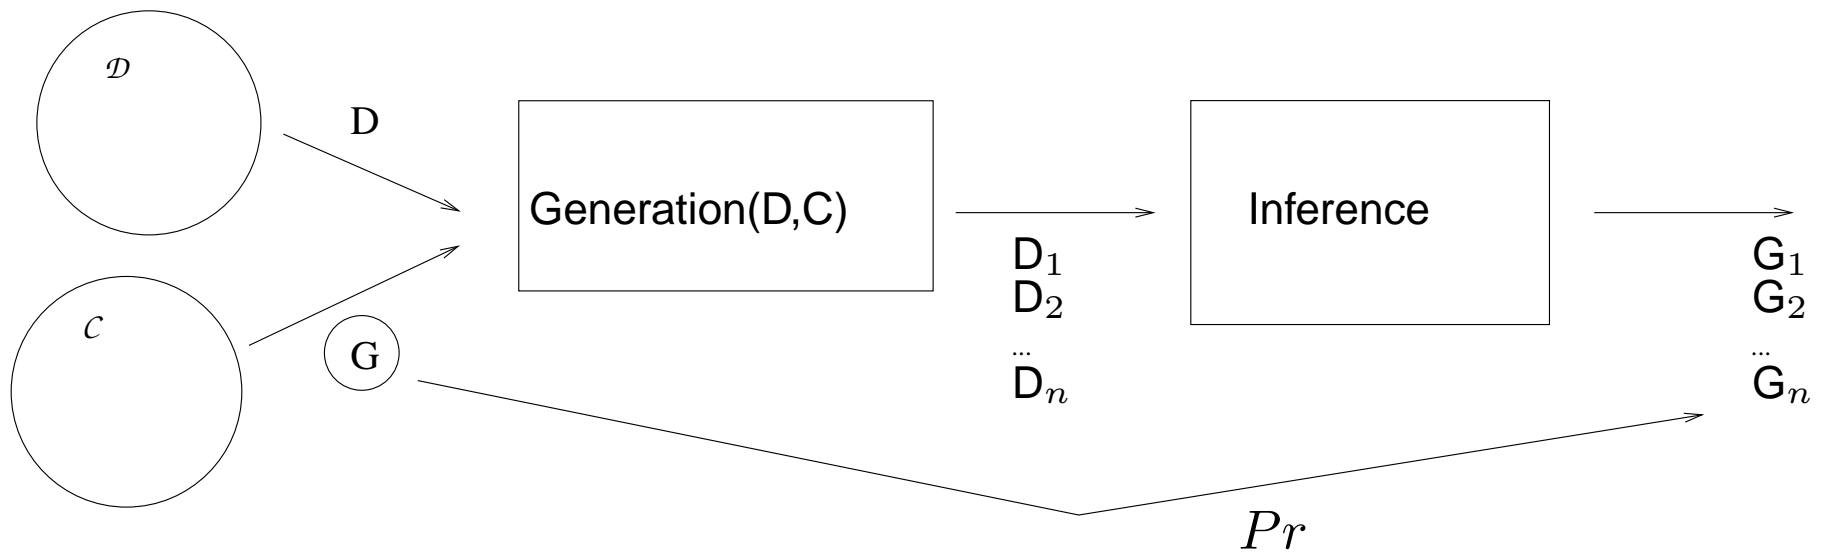 𝒟
D
Generation(D,C)
Inference
D₁
D₂
...
Dₙ
G₁
G₂
...
Gₙ
𝒞
G
Pr